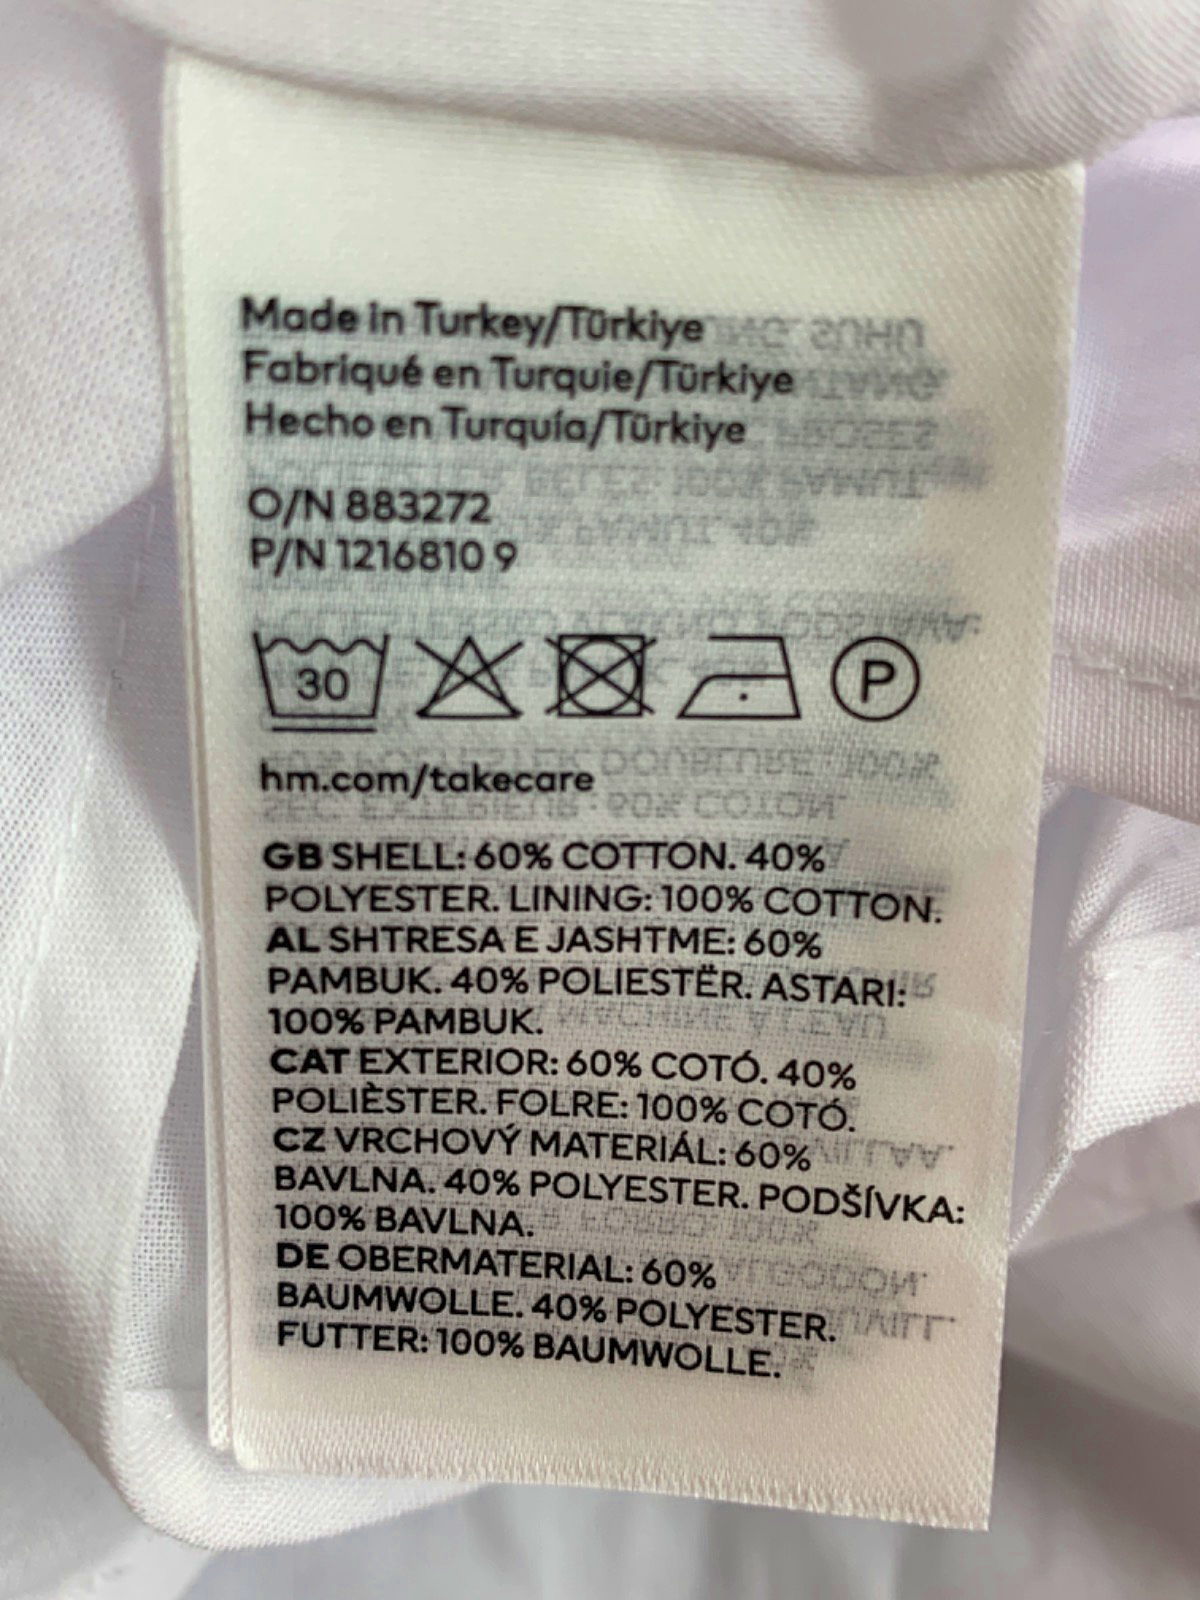 Made in Turkey/Türkiye
Fabriqué en Turquie/Türkiye
Hecho en Turquía/Türkiye
O/N 883272
P/N 1216810 9
30
P
hm.com/takecare
GB SHELL: 60% COTTON. 40%
POLYESTER. LINING: 100% COTTON.
AL SHTRESA E JASHTME: 60%
PAMBUK. 40% POLIESTËR. ASTARI:
100% PAMBUK.
CAT EXTERIOR: 60% COTÓ. 40%
POLIÈSTER. FOLRE: 100% COTÓ.
CZ VRCHOVÝ MATERIÁL: 60%
BAVLNA. 40% POLYESTER. PODŠÍVKA:
100% BAVLNA.
DE OBERMATERIAL: 60%
BAUMWOLLE. 40% POLYESTER.
FUTTER: 100% BAUMWOLLE.